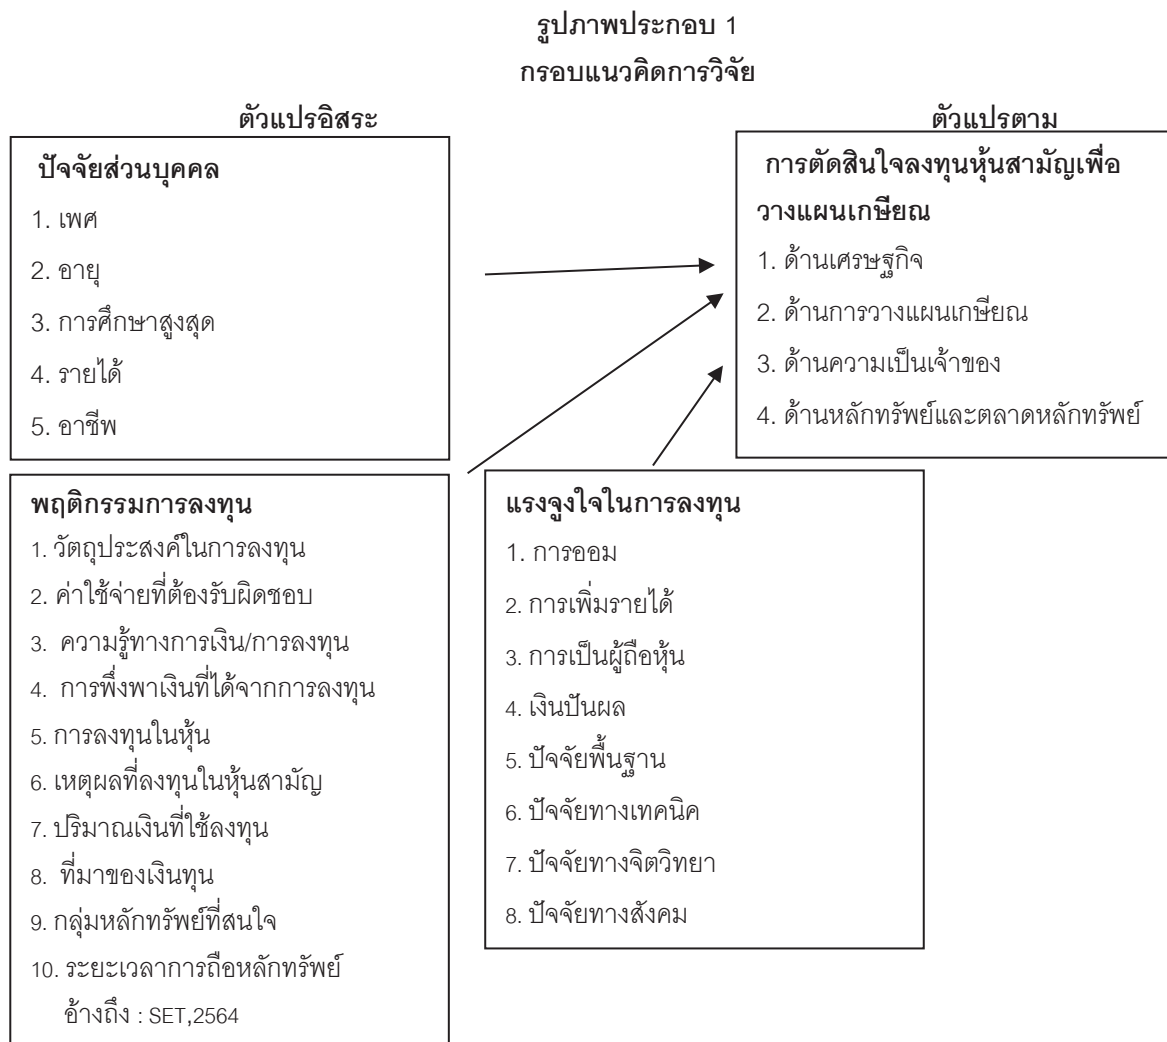 รูปภาพประกอบ 1
กรอบแนวคิดการวิจัย
ตัวแปรอิสระ
ปัจจัยส่วนบุคคล
1. เพศ
2. อายุ
3. การศึกษาสูงสุด
4. รายได้
5. อาชีพ
ตัวแปรตาม
การตัดสินใจลงทุนหุ้นสามัญเพื่อ
วางแผนเกษียณ
1. ด้านเศรษฐกิจ
2. ด้านการวางแผนเกษียณ
3. ด้านความเป็นเจ้าของ
4. ด้านหลักทรัพย์และตลาดหลักทรัพย์
พฤติกรรมการลงทุน
1. วัตถุประสงค์ในการลงทุน
2. ค่าใช้จ่ายที่ต้องรับผิดชอบ
3. ความรู้ทางการเงิน/การลงทุน
4. การพึ่งพาเงินที่ได้จากการลงทุน
5. การลงทุนในหุ้น
6. เหตุผลที่ลงทุนในหุ้นสามัญ
7. ปริมาณเงินที่ใช้ลงทุน
8. ที่มาของเงินทุน
9. กลุ่มหลักทรัพย์ที่สนใจ
10. ระยะเวลาการถือหลักทรัพย์
อ้างถึง : SET,2564
แรงจูงใจในการลงทุน
1. การออม
2. การเพิ่มรายได้
3. การเป็นผู้ถือหุ้น
4. เงินปันผล
5. ปัจจัยพื้นฐาน
6. ปัจจัยทางเทคนิค
7. ปัจจัยทางจิตวิทยา
8. ปัจจัยทางสังคม